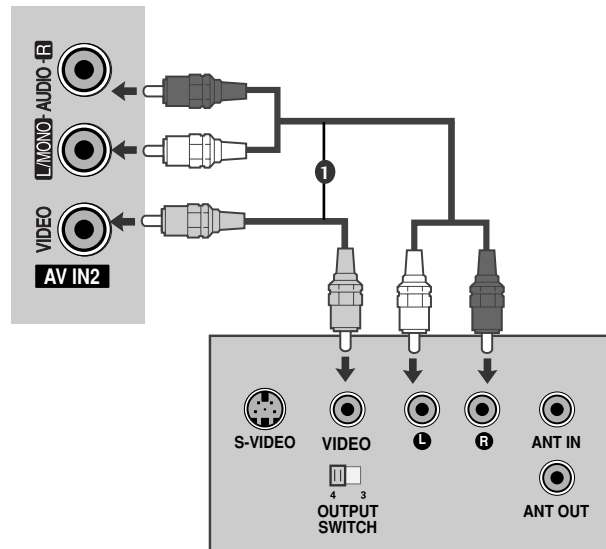 L/MONO - AUDIO - R
VIDEO
AV IN2
1
S-VIDEO
VIDEO
L
R
ANT IN
4 3
OUTPUT
SWITCH
ANT OUT